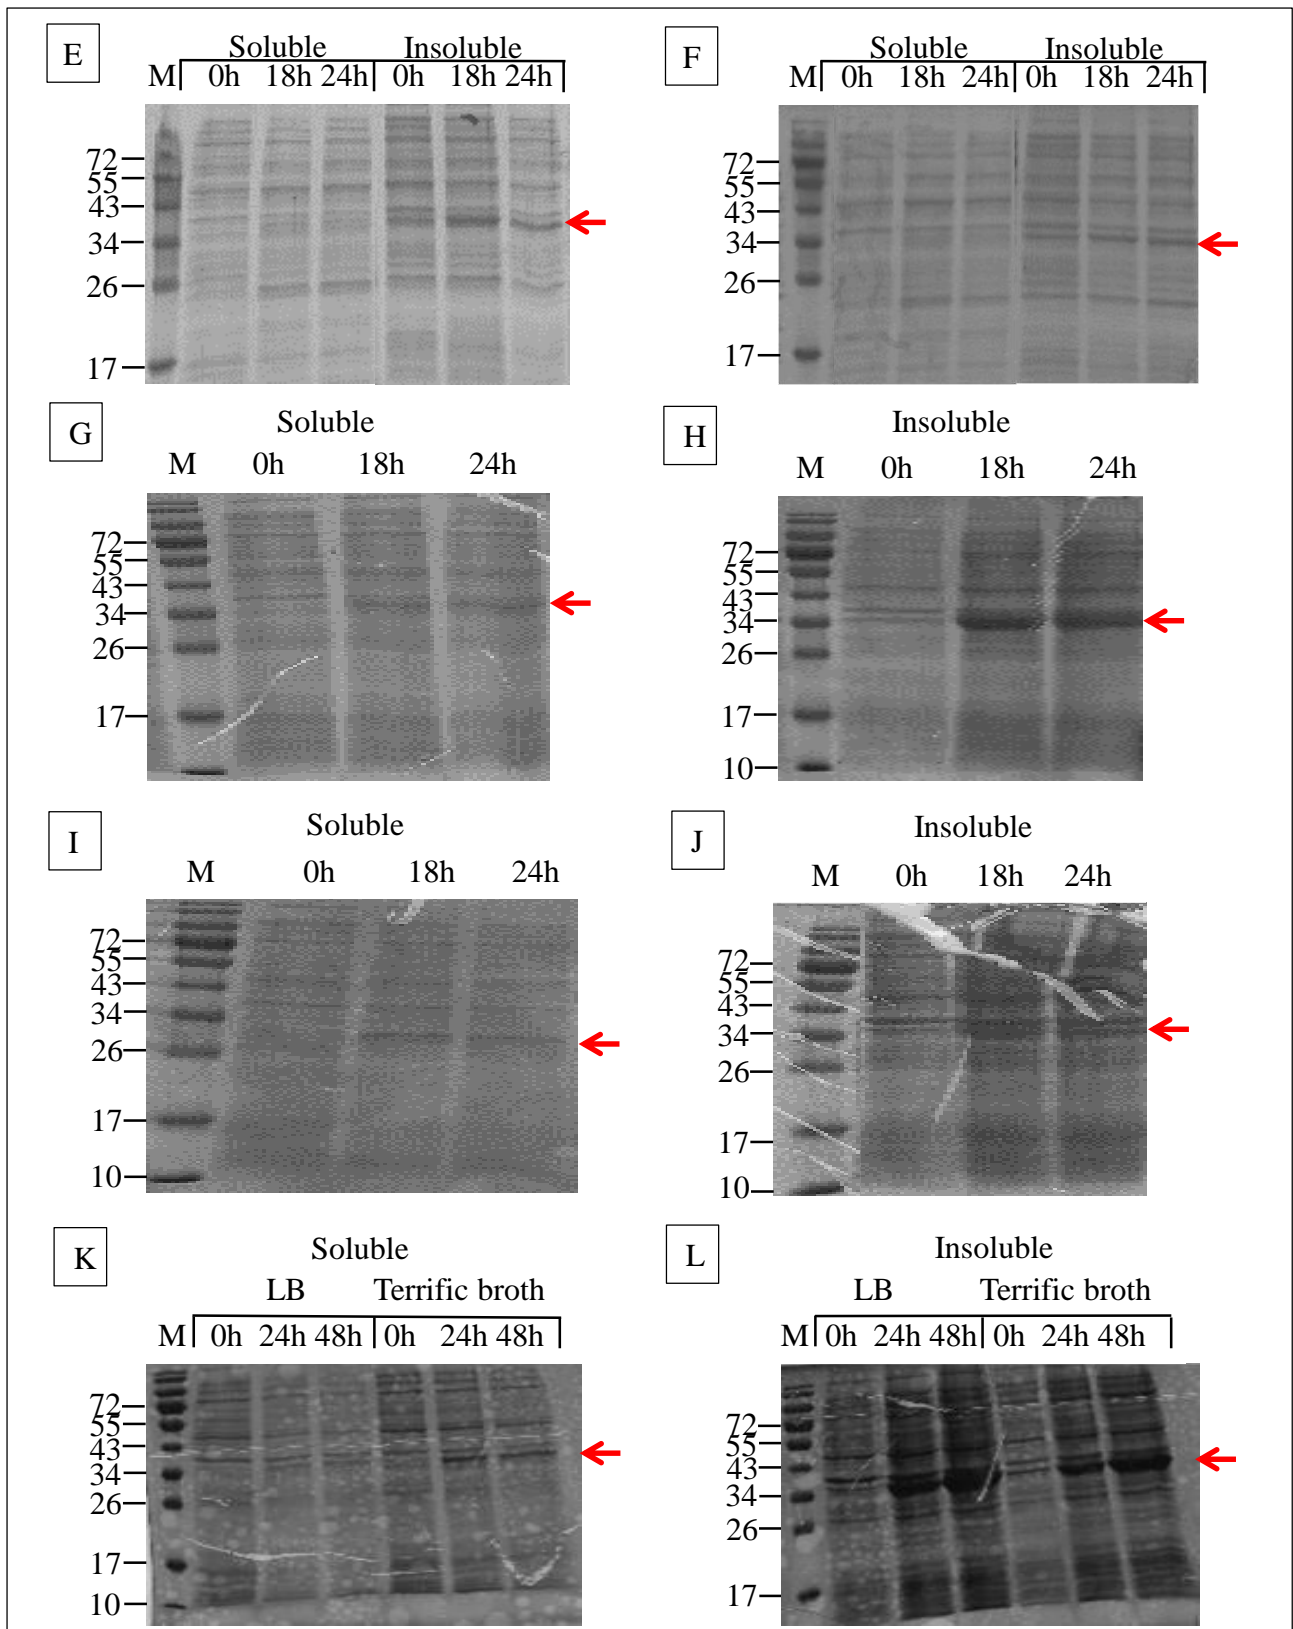 E
Soluble Insoluble
M 0h 18h 24h 0h 18h 24h
72
55
43
34
26
17
F
Soluble Insoluble
M 0h 18h 24h 0h 18h 24h
72
55
43
34
26
17
G
Soluble
M 0h 18h 24h
72
55
43
34
26
17
H
Insoluble
M 0h 18h 24h
72
55
43
34
26
17
10
I
Soluble
M 0h 18h 24h
72
55
43
34
26
17
10
J
Insoluble
M 0h 18h 24h
72
55
43
34
26
17
10
K
Soluble
LB Terrific broth
M 0h 24h 48h 0h 24h 48h
72
55
43
34
26
17
10
L
Insoluble
LB Terrific broth
M 0h 24h 48h 0h 24h 48h
72
55
43
34
26
17